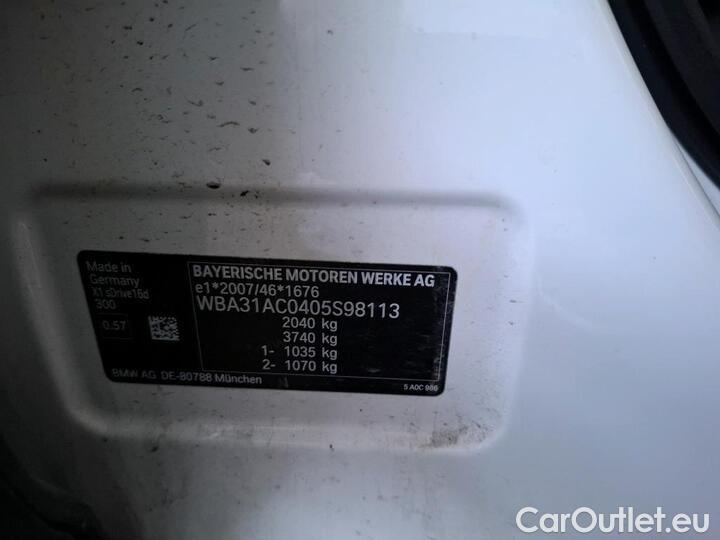 Made in
Germany
X1 sDrive16d
300
0.57
BAYERISCHE MOTOREN WERKE AG
e1*2007/46*1676
WBA31AC0405S98113
2040 kg
3740 kg
1- 1035 kg
2- 1070 kg
BMW AG DE-80788 München
5 A0C 986
CarOutlet.eu